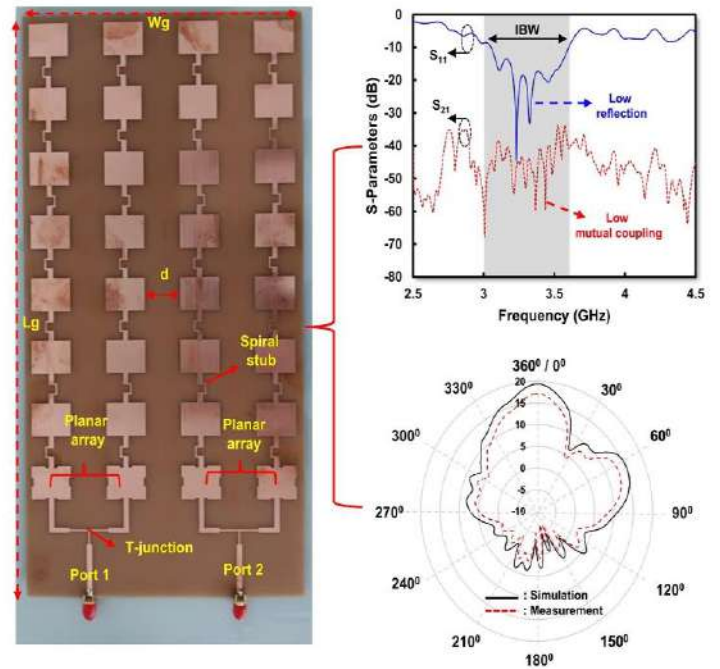 Wg
Lg
d
Spiral
stub
Planar
array
Planar
array
T-junction
Port 1
Port 2
S-Parameters (dB)
0
-10
-20
-30
-40
-50
-60
-70
-80
IBW
S11
S21
Low
reflection
Low
mutual coupling
2.5
3
3.5
4
4.5
Frequency (GHz)
360⁰ / 0⁰
330⁰
30⁰
300⁰
60⁰
270⁰
90⁰
240⁰
120⁰
210⁰
150⁰
180⁰
20
15
10
5
0
-5
-10
: Simulation
: Measurement